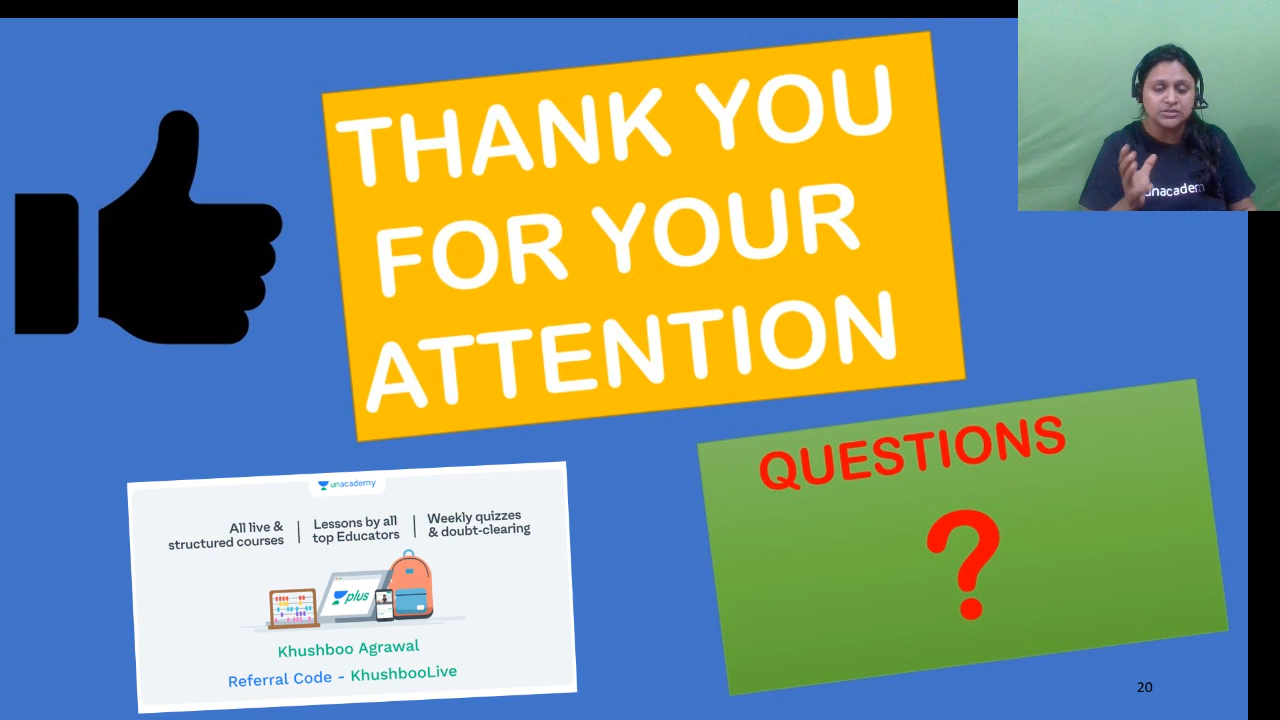 THANK YOU
FOR YOUR
ATTENTION
unacadem
QUESTIONS
?
unacademy
All live &
structured courses
Lessons by all
top Educators
Weekly quizzes
& doubt-clearing
plus
Khushboo Agrawal
Referral Code - KhushbooLive
20